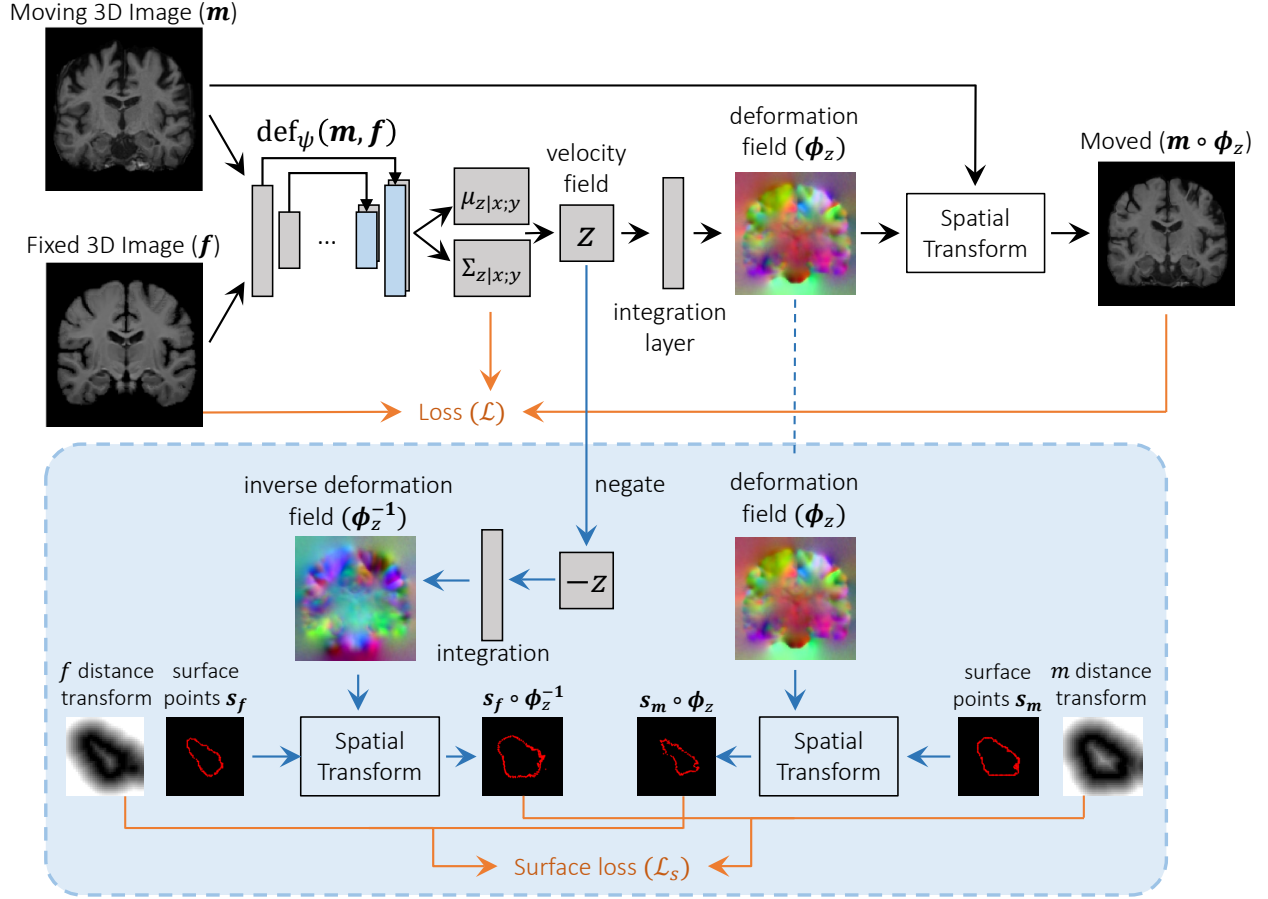 Moving 3D Image (m)
def_ψ(m, f)
Fixed 3D Image (f)
...
μ_{z|x;y}
Σ_{z|x;y}
velocity
field
z
integration
layer
deformation
field (ϕ_z)
Spatial
Transform
Moved (m ∘ ϕ_z)
Loss (ℒ)
negate
−z
integration
inverse deformation
field (ϕ_z^{-1})
deformation
field (ϕ_z)
f distance
transform
surface
points s_f
Spatial
Transform
s_f ∘ ϕ_z^{-1}
s_m ∘ ϕ_z
Spatial
Transform
surface
points s_m
m distance
transform
Surface loss (ℒ_s)